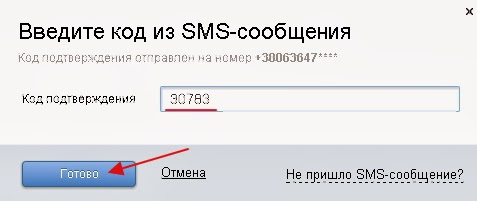 Введите код из SMS-сообщения
Код подтверждения отправлен на номер +38063647****
Код подтверждения 30783
Готово Отмена Не пришло SMS-сообщение?